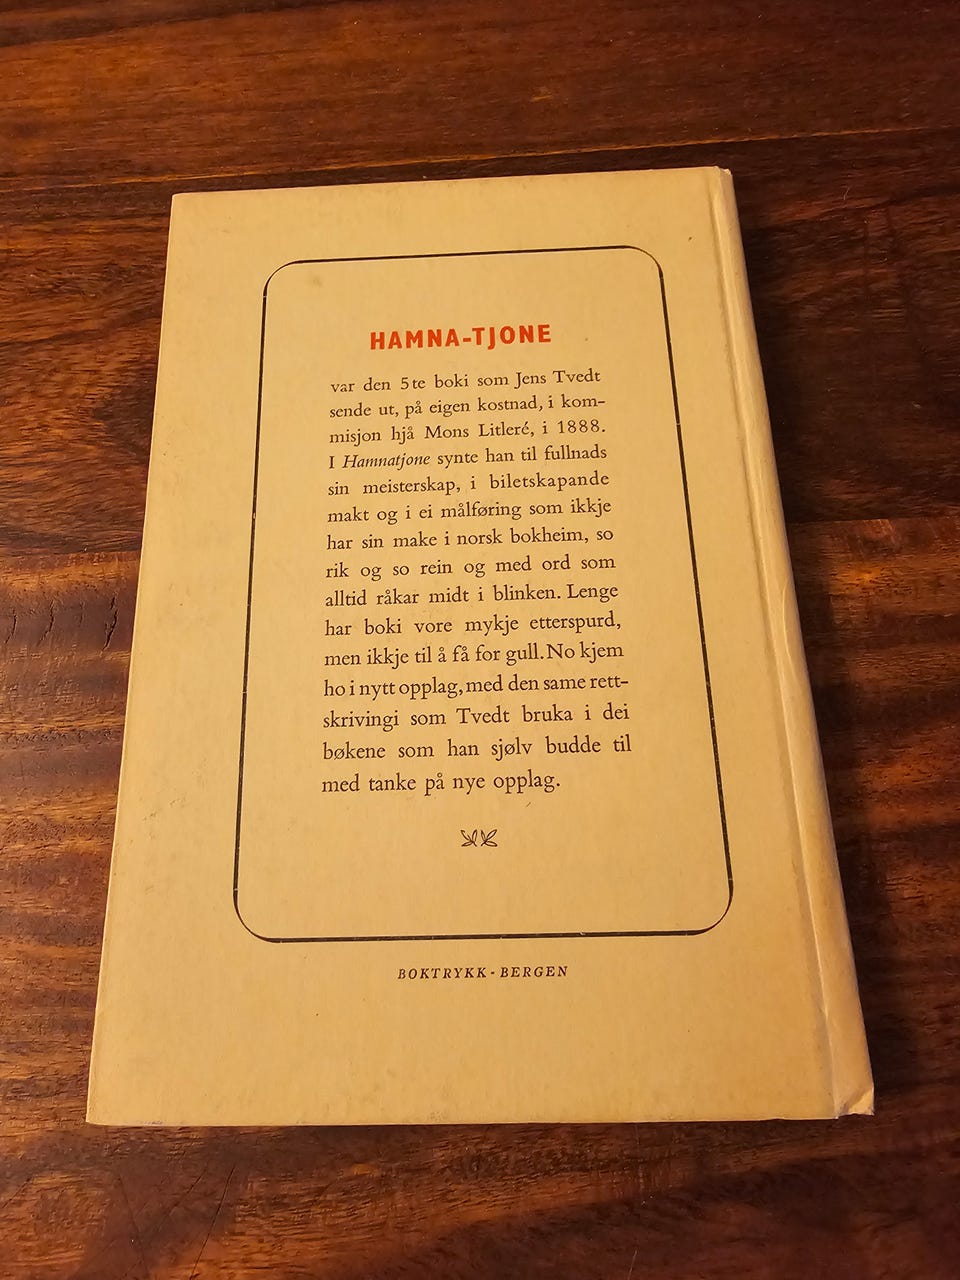 HAMNA-TJONE
var den 5te boki som Jens Tvedt
sende ut, på eigen kostnad, i kom-
misjon hjå Mons Litleré, i 1888.
I Hamnatjone synte han til fullnads
sin meisterskap, i biletskapande
makt og i ei målføring som ikkje
har sin make i norsk bokheim, so
rik og so rein og med ord som
alltid råkar midt i blinken. Lenge
har boki vore mykje etterspurd,
men ikkje til å få for gull. No kjem
ho i nytt opplag, med den same rett-
skrivingi som Tvedt bruka i dei
bøkene som han sjølv budde til
med tanke på nye opplag.
BOKTRYKK - BERGEN